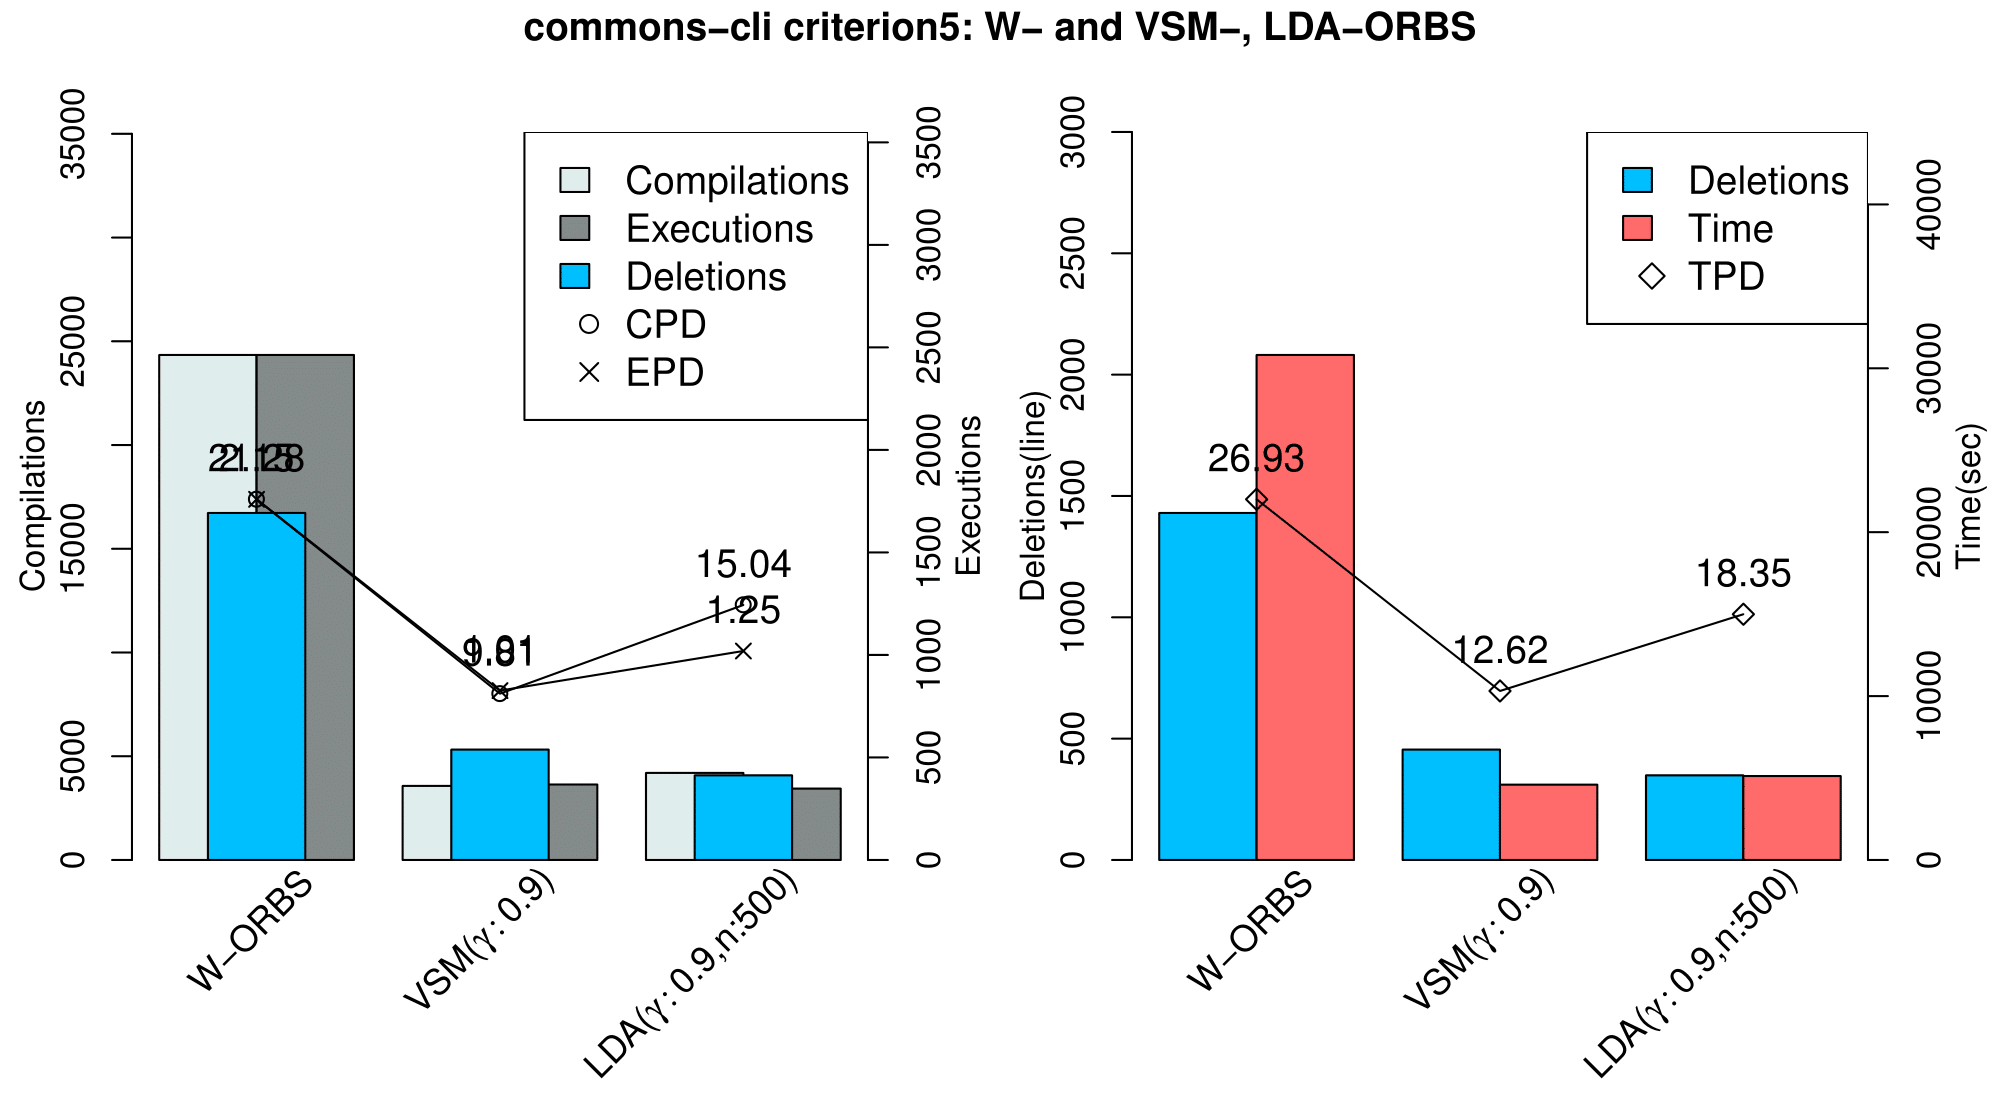 commons−cli criterion5: W− and VSM−, LDA−ORBS
Compilations
0
5000
15000
25000
35000
Compilations
Executions
Deletions
CPD
EPD
15.04
1.25
0
500
1000
1500
2000
2500
3000
3500
Executions
W−ORBS
VSM(γ: 0.9)
LDA(γ: 0.9,n:500)
Deletions(line)
0
500
1000
1500
2000
2500
3000
Deletions
Time
TPD
26.93
12.62
18.35
0
10000
20000
30000
40000
Time(sec)
W−ORBS
VSM(γ: 0.9)
LDA(γ: 0.9,n:500)